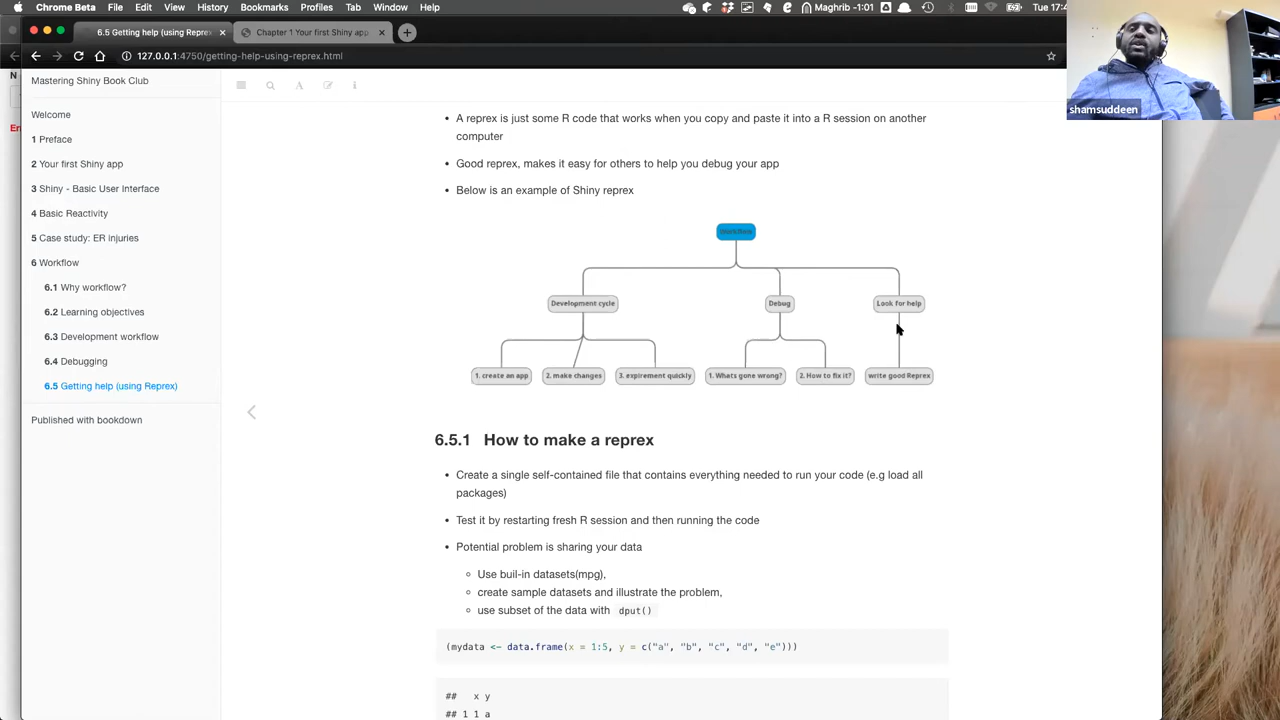 Chrome Beta File Edit View History Bookmarks Profiles Tab Window Help Maghrib -1:01 Tue 17:4
6.5 Getting help (using Repre
Chapter 1 Your first Shiny app
127.0.0.1:4750/getting-help-using-reprex.html
shamsuddeen
Mastering Shiny Book Club
Welcome
1 Preface
2 Your first Shiny app
3 Shiny - Basic User Interface
4 Basic Reactivity
5 Case study: ER injuries
6 Workflow
6.1 Why workflow?
6.2 Learning objectives
6.3 Development workflow
6.4 Debugging
6.5 Getting help (using Reprex)
Published with bookdown
• A reprex is just some R code that works when you copy and paste it into a R session on another
computer
• Good reprex, makes it easy for others to help you debug your app
• Below is an example of Shiny reprex
Workflow
Development cycle
Debug
Look for help
1. create an app
2. make changes
3. expirement quickly
1. Whats gone wrong?
2. How to fix it?
write good Reprex
6.5.1 How to make a reprex
• Create a single self-contained file that contains everything needed to run your code (e.g load all
packages)
• Test it by restarting fresh R session and then running the code
• Potential problem is sharing your data
Use buil-in datasets(mpg),
create sample datasets and illustrate the problem,
use subset of the data with dput()
(mydata <- data.frame(x = 1:5, y = c("a", "b", "c", "d", "e")))
## x y
## 1 1 a